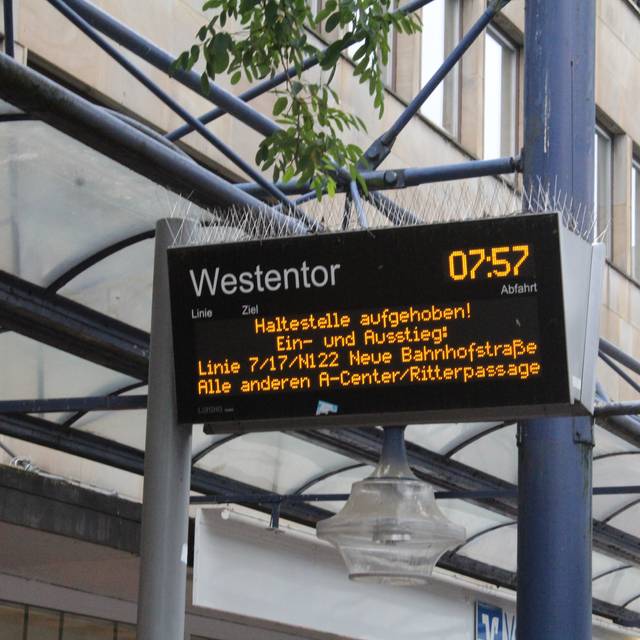 Westentor
07:57
Linie Ziel Abfahrt
Haltestelle aufgehoben!
Ein- und Ausstieg:
Linie 7/17/N122 Neue Bahnhofstraße
Alle anderen A-Center/Ritterpassage